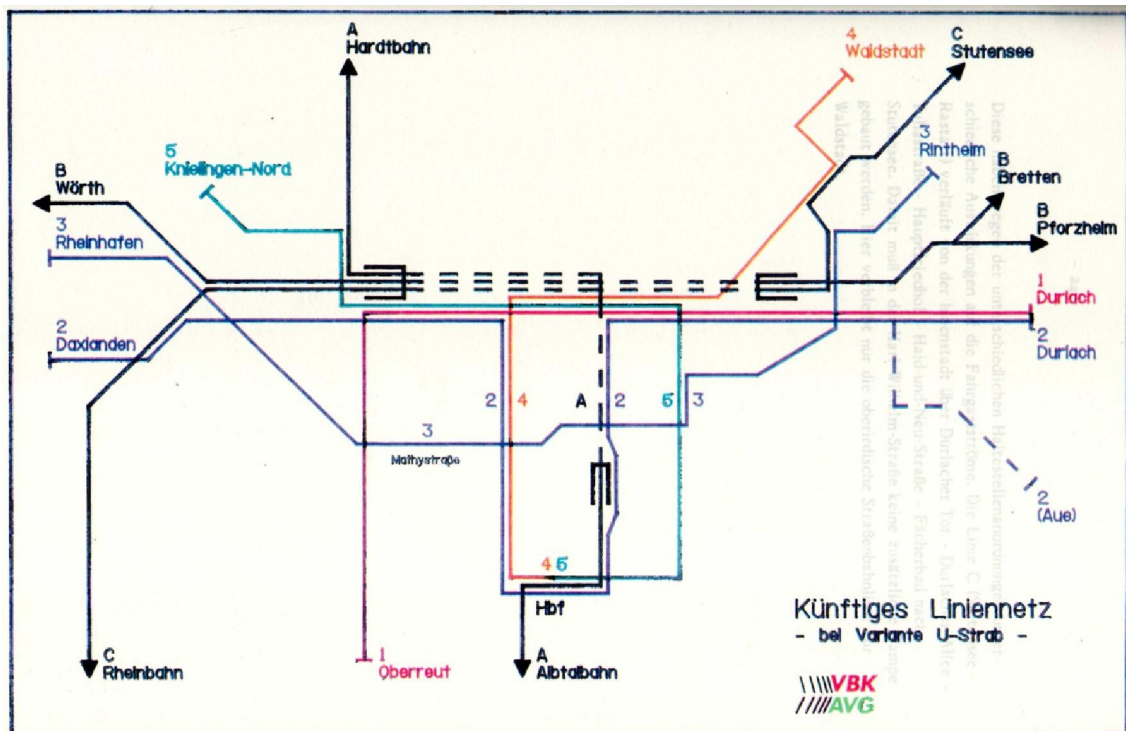 A
Hardtbahn
4
Waldstadt
C
Stutensee
3
Rintheim
5
Knielingen-Nord
B
Wörth
B
Bretten
3
Rheinhafen
B
Pforzheim
1
Durlach
2
Daxlanden
2
Durlach
2
4
A
2
5
3
3
Mathystraße
2
(Aue)
4
5
Hbf
C
Rheinbahn
1
Oberreut
A
Albtalbahn
Künftiges Liniennetz
- bei Variante U-Strab -
VBK
AVG